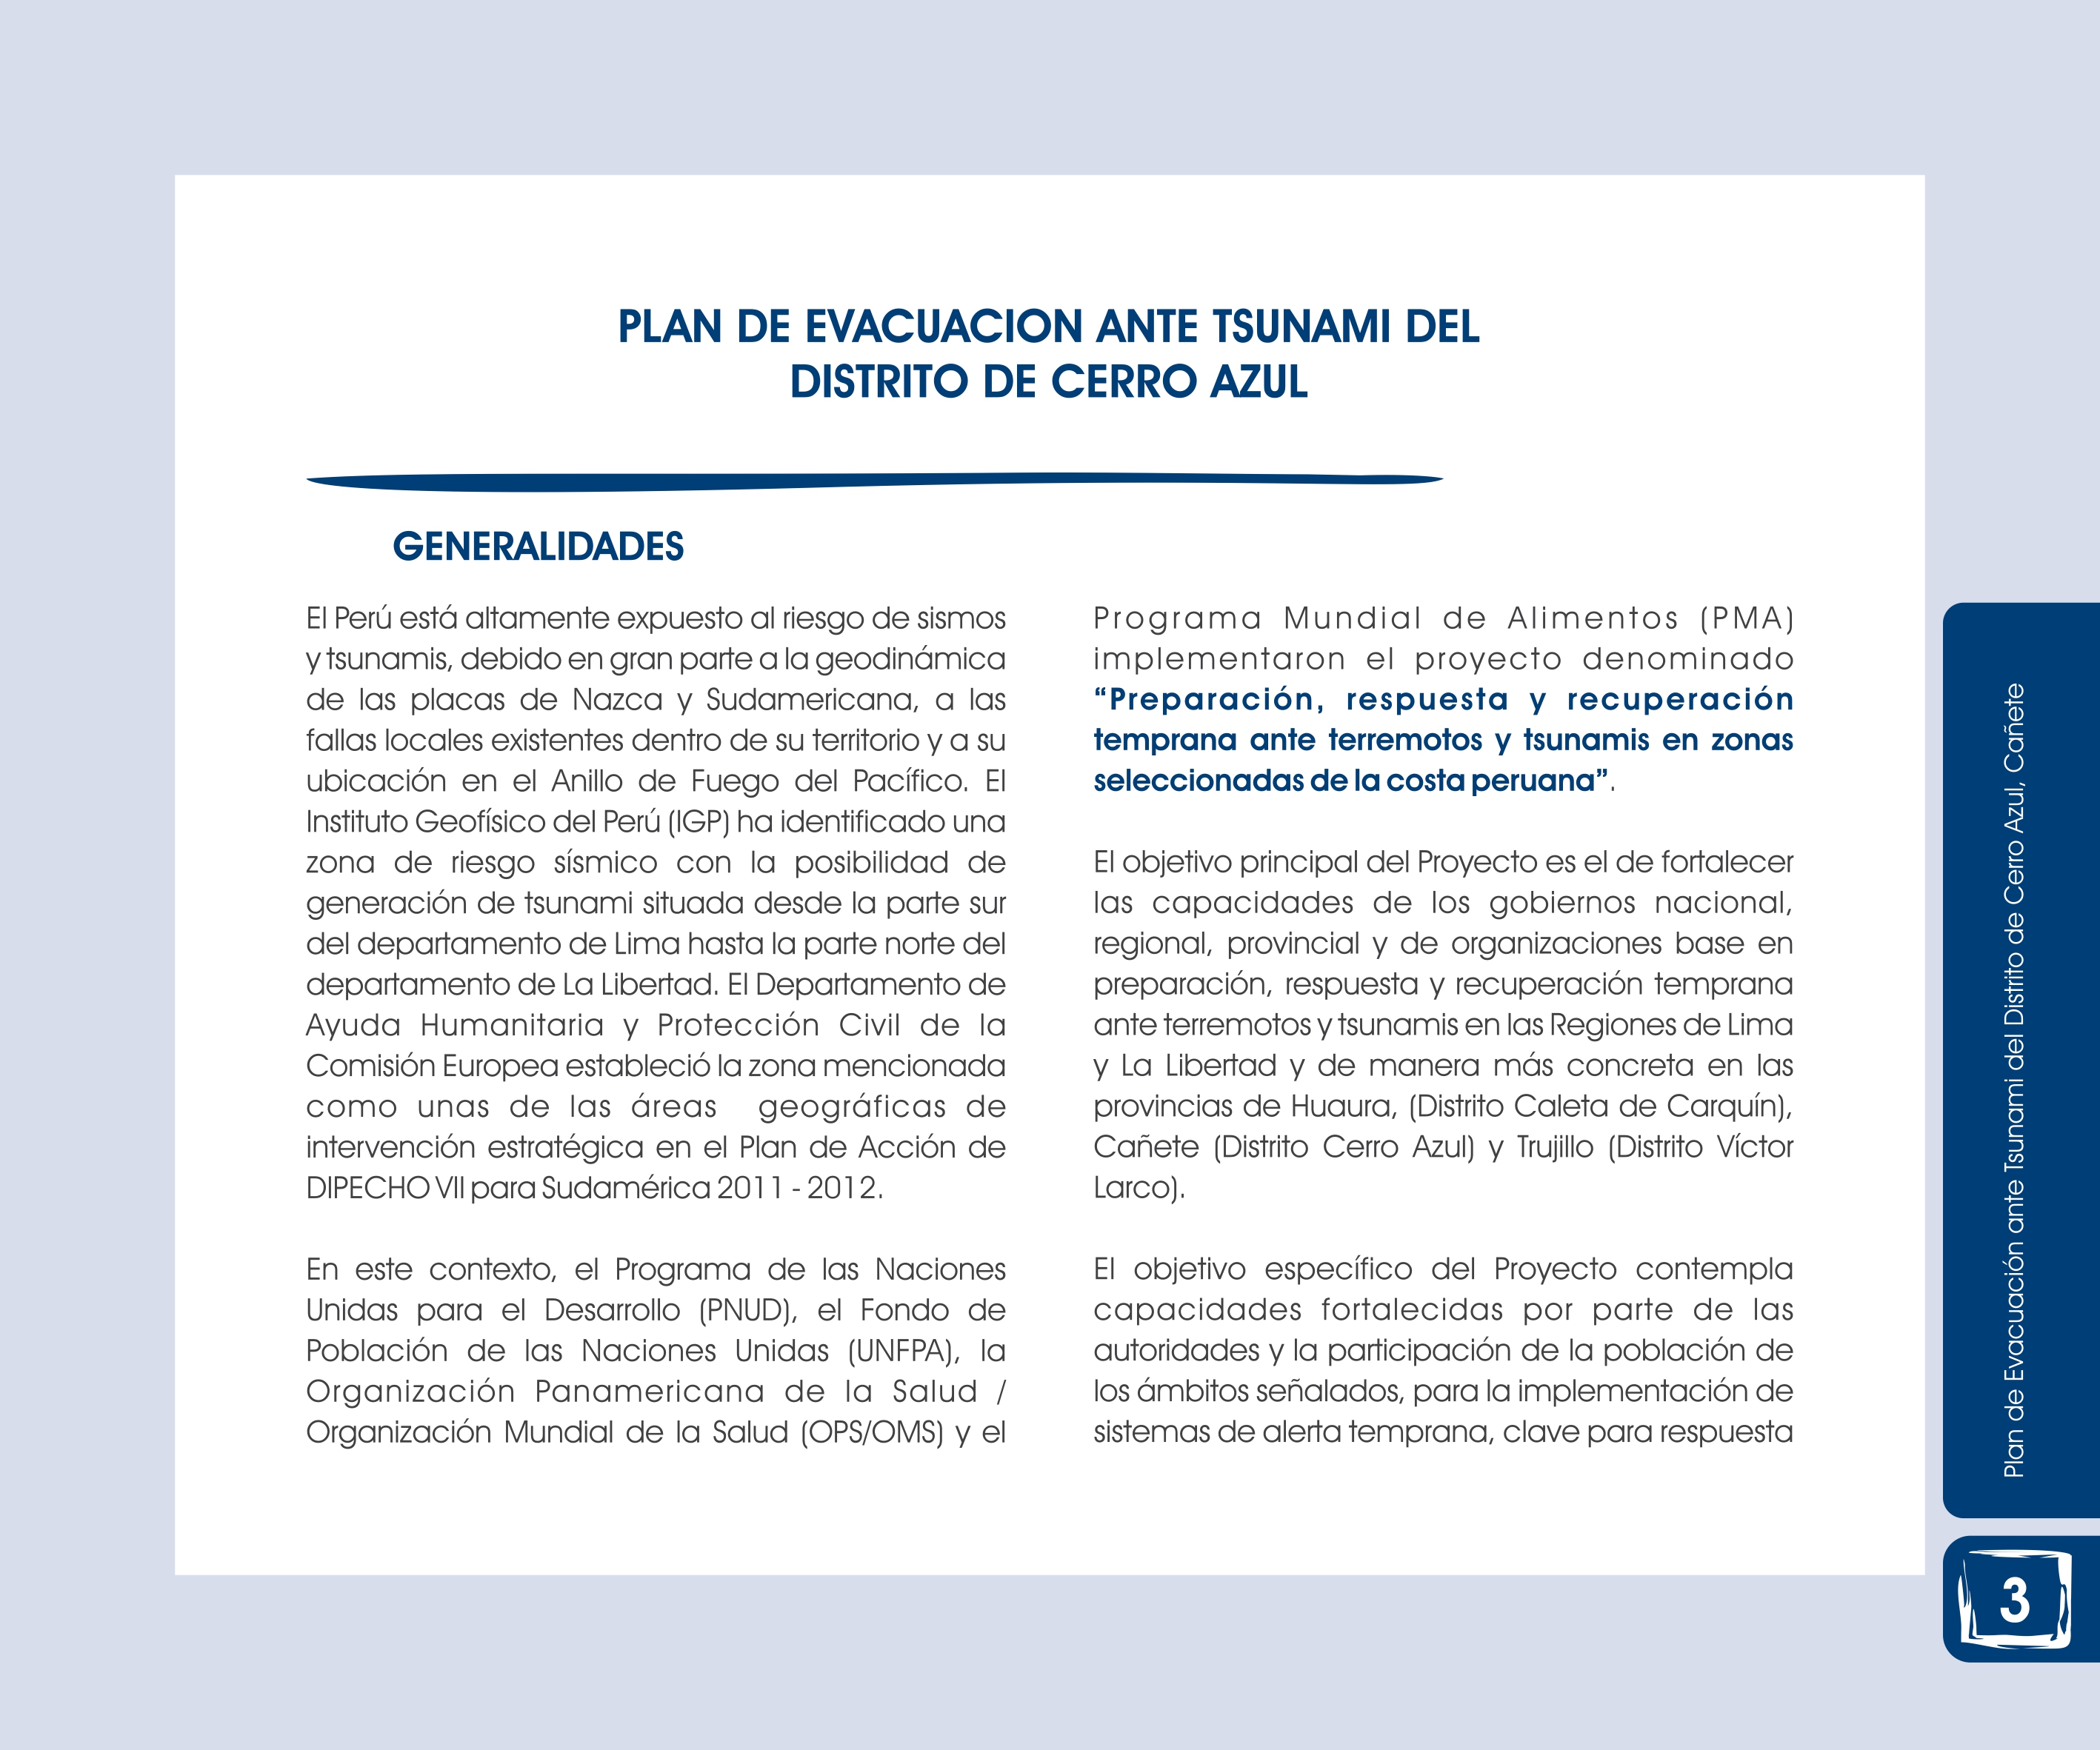 PLAN DE EVACUACION ANTE TSUNAMI DEL
DISTRITO DE CERRO AZUL
GENERALIDADES
El Perú está altamente expuesto al riesgo de sismos
y tsunamis, debido en gran parte a la geodinámica
de las placas de Nazca y Sudamericana, a las
fallas locales existentes dentro de su territorio y a su
ubicación en el Anillo de Fuego del Pacífico. El
Instituto Geofísico del Perú (IGP) ha identificado una
zona de riesgo sísmico con la posibilidad de
generación de tsunami situada desde la parte sur
del departamento de Lima hasta la parte norte del
departamento de La Libertad. El Departamento de
Ayuda Humanitaria y Protección Civil de la
Comisión Europea estableció la zona mencionada
como unas de las áreas geográficas de
intervención estratégica en el Plan de Acción de
DIPECHO VII para Sudamérica 2011 - 2012.
En este contexto, el Programa de las Naciones
Unidas para el Desarrollo (PNUD), el Fondo de
Población de las Naciones Unidas (UNFPA), la
Organización Panamericana de la Salud /
Organización Mundial de la Salud (OPS/OMS) y el
Programa Mundial de Alimentos (PMA)
implementaron el proyecto denominado
“Preparación, respuesta y recuperación
temprana ante terremotos y tsunamis en zonas
seleccionadas de la costa peruana”.
El objetivo principal del Proyecto es el de fortalecer
las capacidades de los gobiernos nacional,
regional, provincial y de organizaciones base en
preparación, respuesta y recuperación temprana
ante terremotos y tsunamis en las Regiones de Lima
y La Libertad y de manera más concreta en las
provincias de Huaura, (Distrito Caleta de Carquín),
Cañete (Distrito Cerro Azul) y Trujillo (Distrito Víctor
Larco).
El objetivo específico del Proyecto contempla
capacidades fortalecidas por parte de las
autoridades y la participación de la población de
los ámbitos señalados, para la implementación de
sistemas de alerta temprana, clave para respuesta
Plan de Evacuación ante Tsunami del Distrito de Cerro Azul, Cañete
3